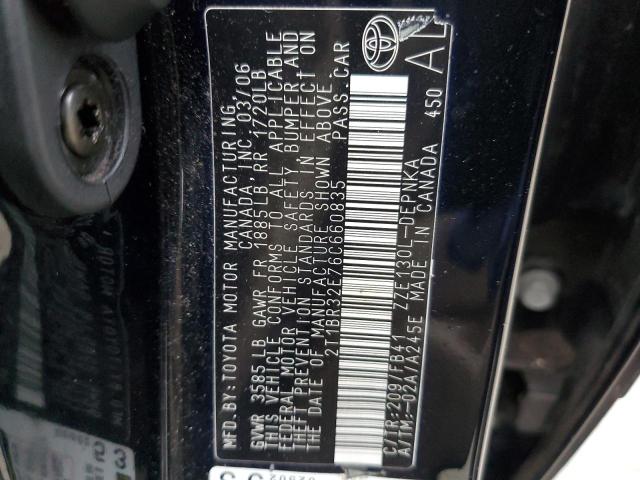 MFD.BY:TOYOTA MOTOR MANUFACTURING
CANADA, INC. 03/06
GVWR 3585LB GAWR FR 1885LB RR 1720LB
THIS VEHICLE CONFORMS TO ALL APPLICABLE
FEDERAL MOTOR VEHICLE SAFETY BUMPER AND
THEFT PREVENTION STANDARDS IN EFFECT ON
THE DATE OF MANUFACTURE SHOWN ABOVE.
2T1BR32E76C660835 PASS.CAR
C/TR:209/FB41 ZZE130L-DEPNKA
A/TM:-02A/A245E MADE IN CANADA 450
AL